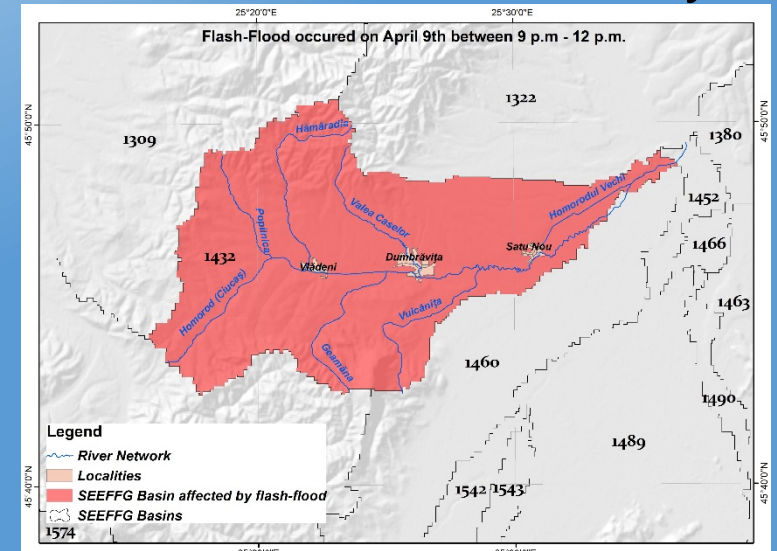 25°20'0"E
25°30'0"E
Flash-Flood occured on April 9th between 9 p.m - 12 p.m.
1322
45°50'0"N
Hămăradia
1309
1380
45°50'0"N
Homorodul Vechi
1452
Valea Caselor
Popilnica
1466
Satu Nou
1432
Dumbrăvița
Vlădeni
Homorod (Ciucaș)
1463
Vulcănița
Geamăna
1460
1490
Legend
River Network
1489
Localities
SEEFFG Basin affected by flash-flood
1542
1543
45°40'0"N
45°40'0"N
SEEFFG Basins
1574